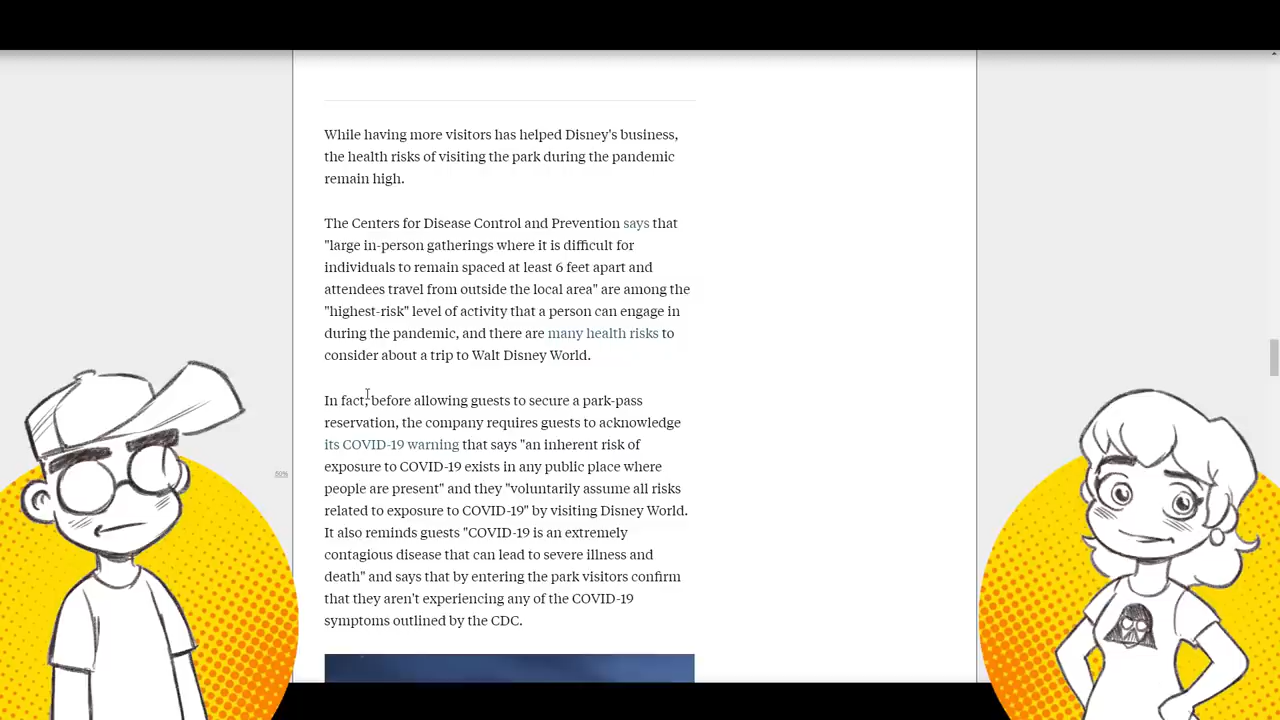 While having more visitors has helped Disney's business,
the health risks of visiting the park during the pandemic
remain high.
The Centers for Disease Control and Prevention says that
"large in-person gatherings where it is difficult for
individuals to remain spaced at least 6 feet apart and
attendees travel from outside the local area" are among the
"highest-risk" level of activity that a person can engage in
during the pandemic, and there are many health risks to
consider about a trip to Walt Disney World.
In fact, before allowing guests to secure a park-pass
reservation, the company requires guests to acknowledge
its COVID-19 warning that says "an inherent risk of
exposure to COVID-19 exists in any public place where
people are present" and they "voluntarily assume all risks
related to exposure to COVID-19" by visiting Disney World.
It also reminds guests "COVID-19 is an extremely
contagious disease that can lead to severe illness and
death" and says that by entering the park visitors confirm
that they aren't experiencing any of the COVID-19
symptoms outlined by the CDC.